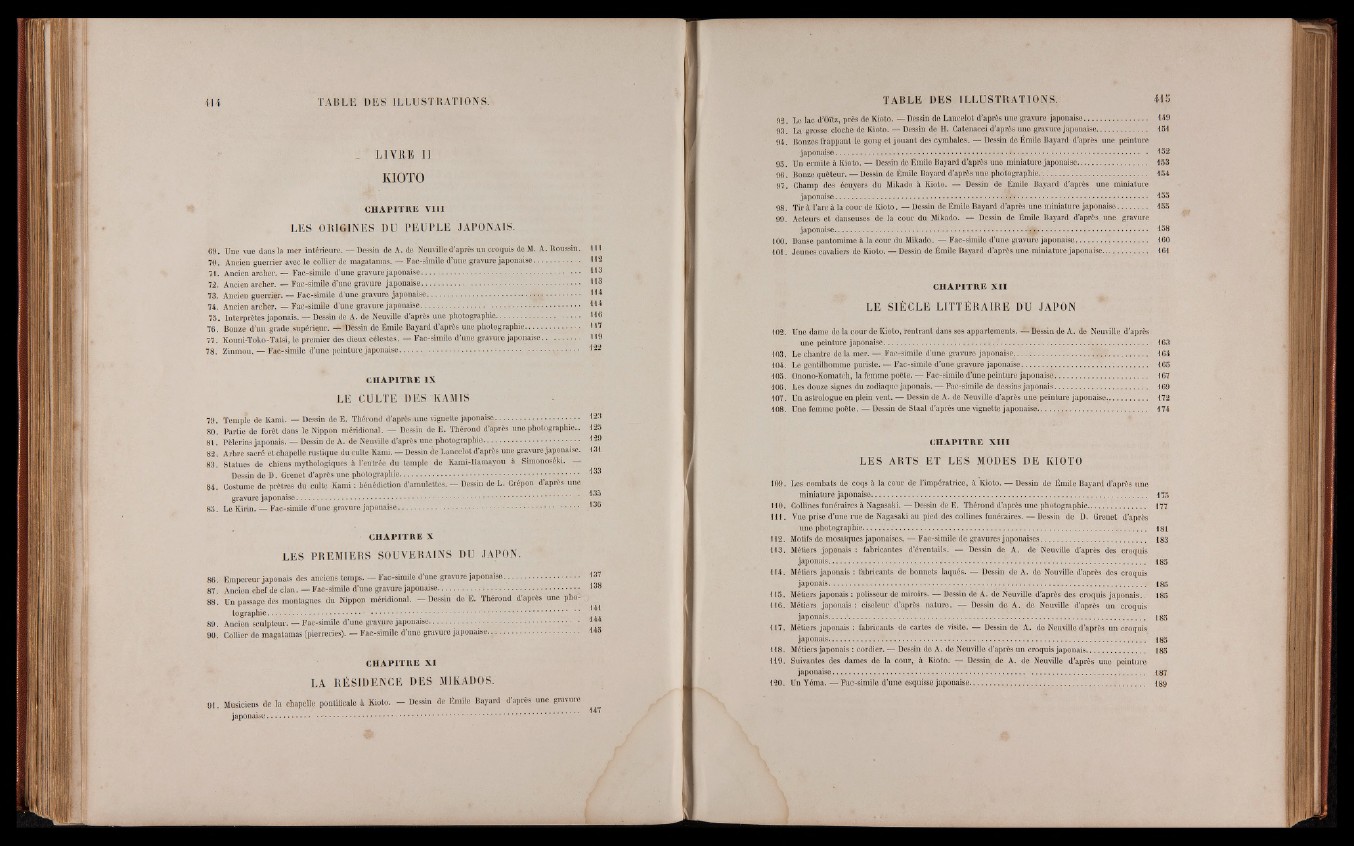 414 TABLE DES ILLUSTRATIONS.
LIVRE II
KIOTO
CHAPITRE VIII
LES ORIGINES DU PEUPLE JAPONAIS.
69. Une vue dans la mer intérieure. — Dessin de A. de Neuville d'après un croquis de M. A. Roussin. 111
70. Ancien guerrier avec le collier de magatamas. — Fac-simile d'une gravure japonaise 112
71. Ancien archer. — Fac-simile d'une gravure japonaise 113
72. Ancien archer. — Fac-simile d'une gravure japonaise 113
73. Ancien guerrier. — Fac-simile d'une gravure japonaise 114
74. Ancien archer. — Fac-simile d'une gravure japonaise 114
75. Interprètes japonais. — Dessin de A. de Neuville d'après une photographie 116
76. Bonze d'un grade supérieur. — Dessin de Émile Bayard d'après une photographie 117
77. Kouni-Toko-Tatsi, le premier des dieux célestes. — Fac-simile d'une gravure japonaise 119
78. Zinmou. — Fac-simile d'une peinture japonaise 122
CHAPITRE IX
LE CULTE DES KAMIS
79. Temple de Kami. — Dessin de E. Thérond d'après une vignette japonaise 123
80. Partie de forêt dans le Nippon méridional. — Dessin de E. Thérond d'après une photographie 125
81. Pèlerins japonais. — Dessin de A. de Neuville d'après une photographie 129
82. Arbre sacré et chapelle rustique du culte Kami. — Dessin de Lancelot d'après une gravure japonaise. 131
83. Statues de chiens mythologiques à l'entrée du temple de Kami-Hamayou à Simonoséki. —
Dessin de D. Grenet d'après une photographie 133
84. Costume de prêtres du culte Kami : bénédiction d'amulettes. — Dessin de L. Crépon d'après une
gravure japonaise 135
85. Le Kirin. — Fac-simile d'une gravure japonaise 136
CHAPITRE X
LES PREMIERS SOUVERAINS DU JAPON.
86. Empereur japonais des anciens temps. — Fac-simile d'une gravure japonaise 137
87. Ancien chef de clan. — Fac-simile d'une gravure japonaise 138
88. Un passage des montagnes du Nippon méridional. — Dessin de E. Thérond d'après une pho-
tographie 141
89. Ancien sculpteur. — Fac-simile d'une gravure japonaise 144
90. Collier de magatamas (pierreries). — Fac-simile d'une gravure japonaise 145
CHAPITRE XI
LA RÉSIDENCE DES MIKADOS.
91. Musiciens de la chapelle pontificale à Kioto. — Dessin de Émile Bayard d'après une gravure
japonaise 147
TABLE DES ILLUSTRATIONS. 415
92. Le lac d'Oïtz, près de Kioto. — Dessin de Lancelot d'après une gravure japonaise 149
93. La grosse cloche de Kioto. — Dessin de H. Catenacci d'après une gravure japonaise 151
94. Bonzes frappant le gong et jouant des cymbales. — Dessin de Émile Bayard d'après une peinture
japonaise 152
95. Un ermite à Kioto. — Dessin de Émile Bayard d'après une miniature japonaise 153
96. Bonze quêteur. — Dessin de Émile Bayard d'après une photographie 154
97. Champ des écuyers du Mikado à Kioto. — Dessin de Émile Bayard d'après une miniature
japonaise 155
98. Tir à l'arc à la cour de Kioto. — Dessin de Émile Bayard d'après une miniature japonaise 155
99. Acteurs et danseuses de la cour du Mikado. — Dessin de Émile Bayard d'après une gravure
japonaise 158
100. Danse pantomime à la cour du Mikado. — Fac-simile d'une gravure japonaise 160
101. Jeunes cavaliers de Kioto. — Dessin de Émile Bayard d'après une miniature japonaise 161
CHAPITRE XII
LE SIÈCLE LITTÉRAIRE DU JAPON
102. Une dame de la cour de Kioto, rentrant dans ses appartements. — Dessin de A. de Neuville d'après
une peinture japonaise 163
103. Le chantre de la mer. — Fac-simile d'une gravure japonaise 164
104. Le gentilhomme puriste. — Fac-simile d'une gravure japonaise 165
105. Onono-Komatch, la femme poëte. — Fac-simile d'une peinture japonaise 167
106. Les douze signes du zodiaque japonais. — Fac-simile de dessins japonais 169
107. Un astrologue en plein vent. — Dessin de A. de Neuville d'après une peinture japonaise 172
108. Une femme poëte. — Dessin de Staal d'après une vignette japonaise 174
CHAPITRE XIII
LES ARTS ET LES MODES DE KIOTO
109. Les combats de coqs à la cour de l'impératrice, à Kioto. — Dessin de Émile Bayard d'après une
miniature japonaise 175
110. Collines funéraires à Nagasaki. — Dessin de E. Thérond d'après une photographie 177
111. Vue prise d'une rue de Nagasaki au pied des collines funéraires. — Dessin de D. Grenet d'après
une photographie 181
112. Motifs de mosaïques japonaises. — Fac-simile de gravures japonaises 183
113. Métiers japonais : fabricantes d'éventails. — Dessin de A. de Neuville d'après des croquis
japonais 185
114. Métiers japonais : fabricants de bonnets laqués. — Dessin de A. de Neuville d'après des croquis
japonais 185
115. Métiers japonais : polisseur de miroirs. — Dessin de A. de Neuville d'après des croquis japonais. 185
116. Métiers japonais : ciseleur d'après nature. — Dessin de A. de Neuville d'après un croquis
japonais 185
117. Métiers japonais : fabricants de cartes de visite. — Dessin de A. de Neuville d'après un croquis
japonais 185
118. Métiers japonais : cordier. — Dessin de A. de Neuville d'après un croquis japonais 185
119. Suivantes des dames de la cour, à Kioto. — Dessin de A. de Neuville d'après une peinture
japonaise 187
120. Un Yéma. — Fac-simile d'une esquisse japonaise 189